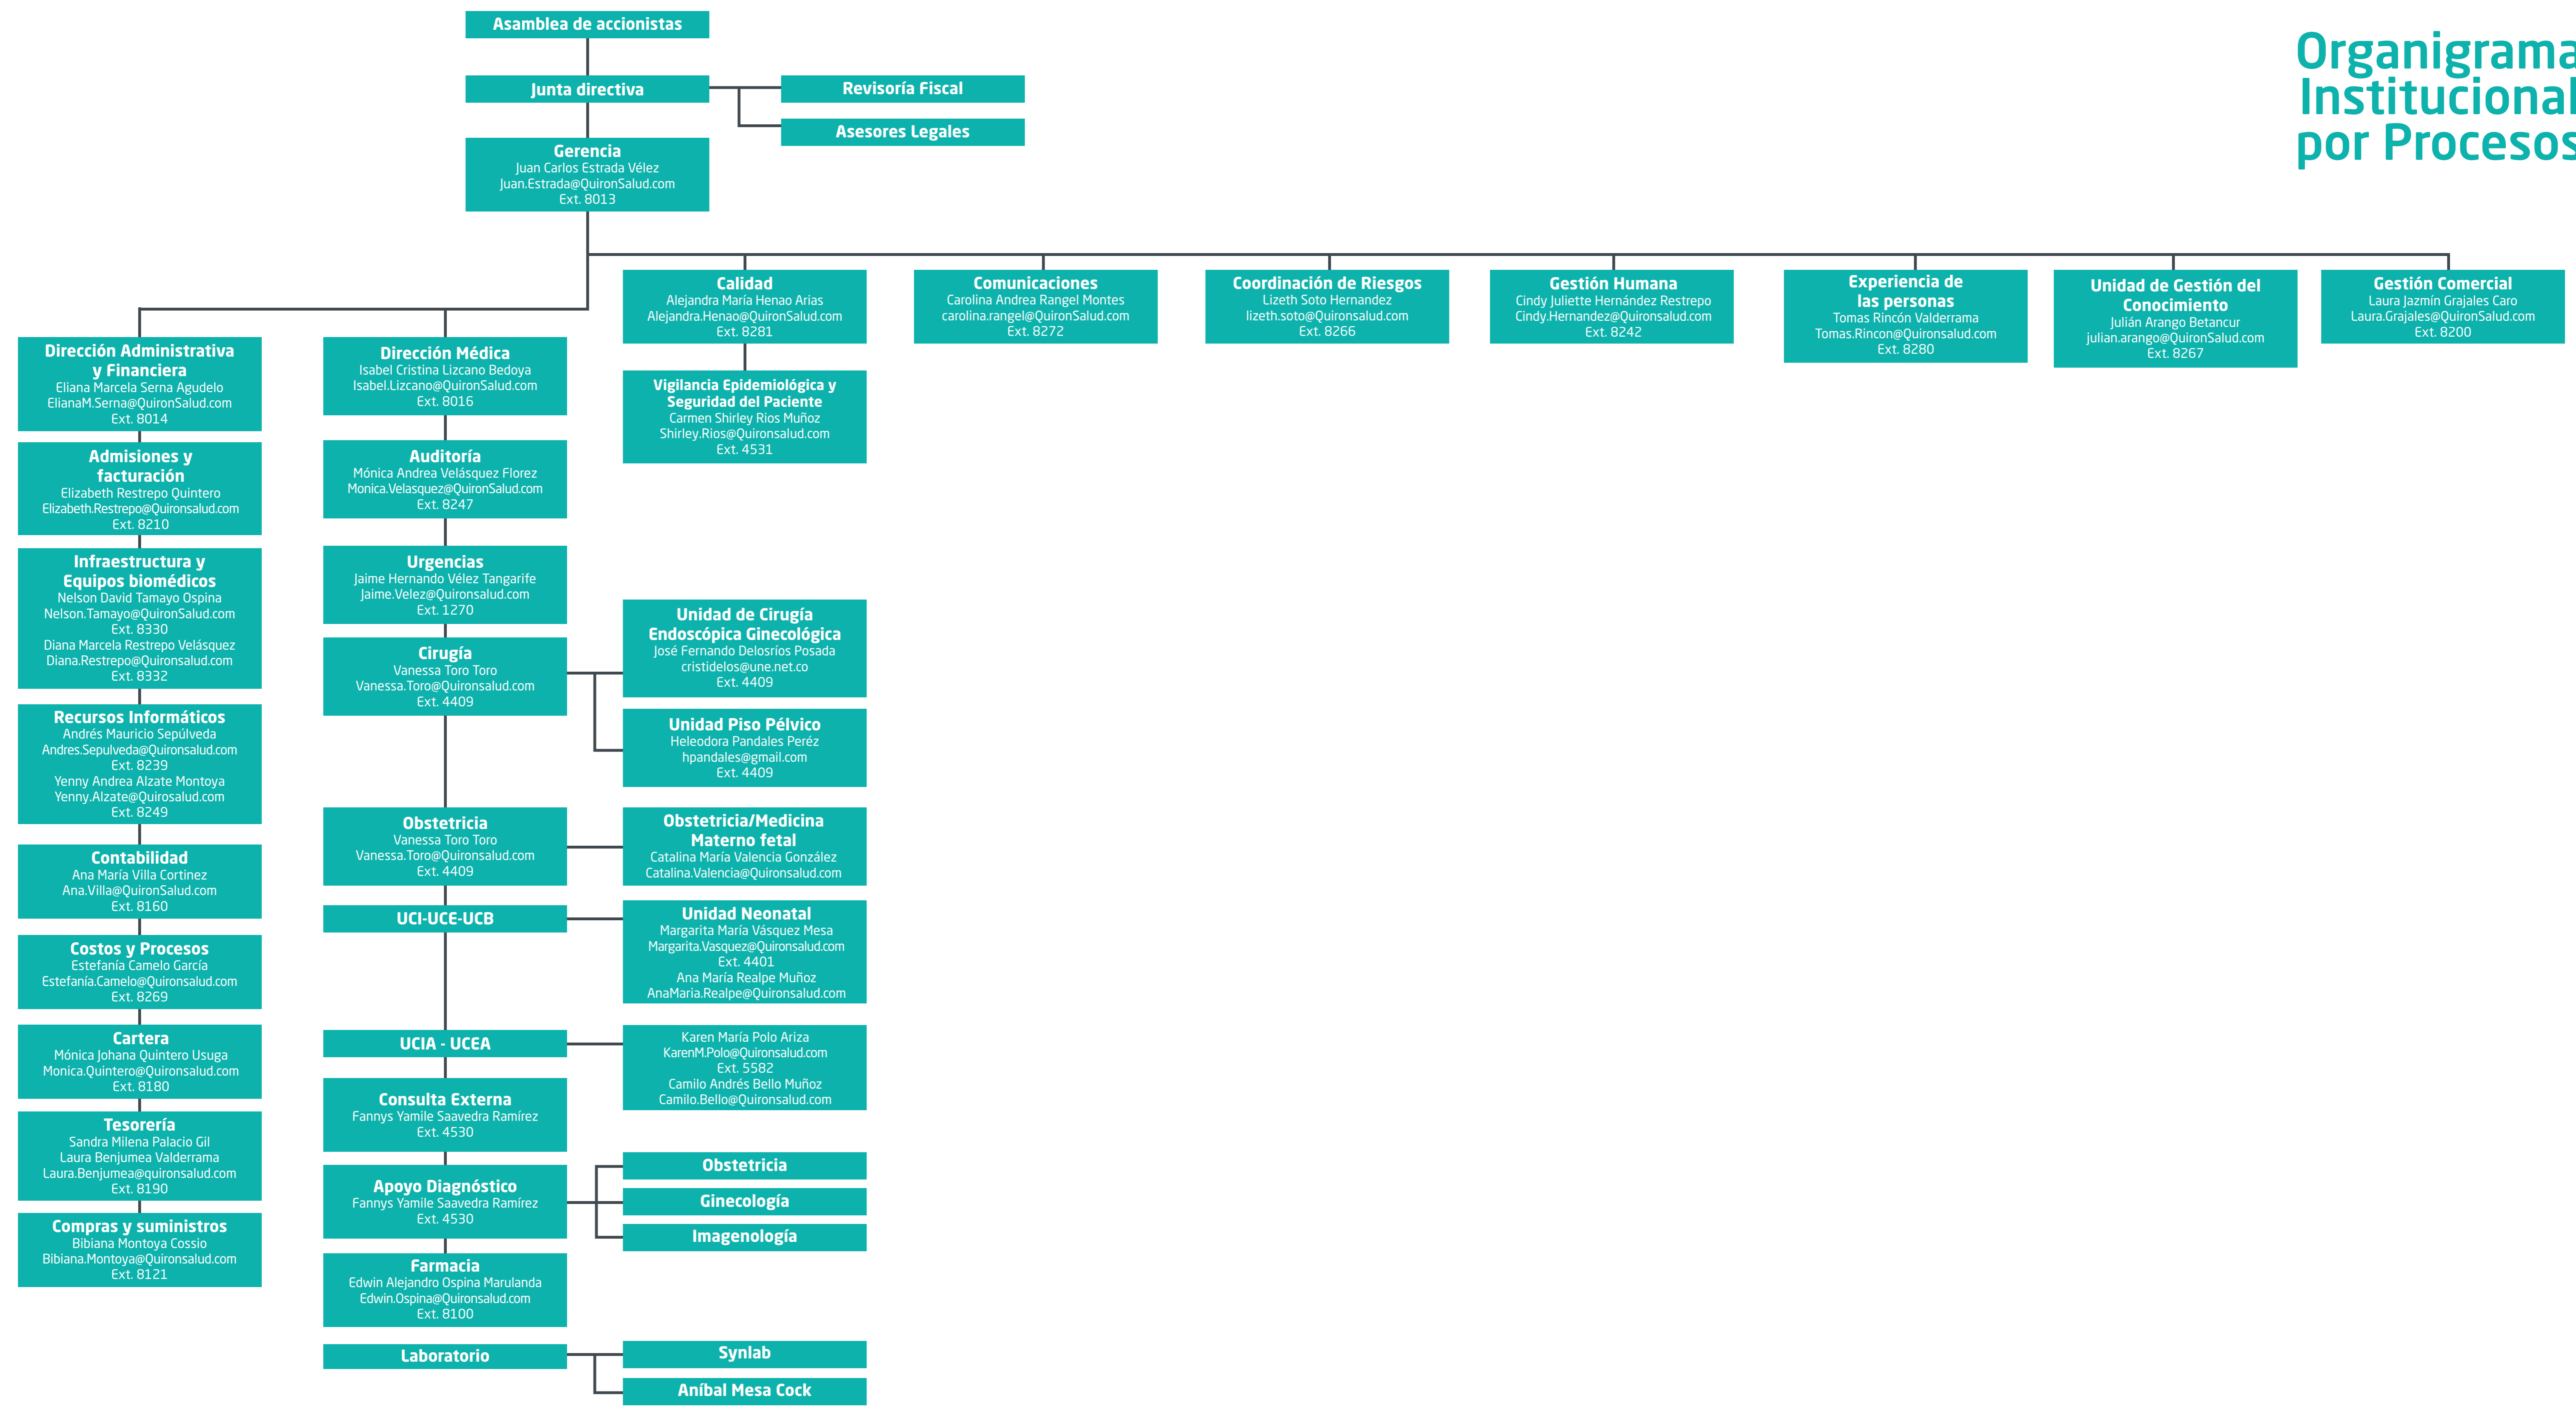 Asamblea de accionistas
Organigrama
Institucional
por Procesos
Junta directiva
Revisoría Fiscal
Asesores Legales
Gerencia
Juan Carlos Estrada Vélez
Juan.Estrada@QuironSalud.com
Ext. 8013
Calidad
Alejandra María Henao Arias
Alejandra.Henao@QuironSalud.com
Ext. 8281
Vigilancia Epidemiológica y
Seguridad del Paciente
Carmen Shirley Rios Muñoz
Shirley.Rios@Quironsalud.com
Ext. 4531
Comunicaciones
Carolina Andrea Rangel Montes
carolina.rangel@QuironSalud.com
Ext. 8272
Coordinación de Riesgos
Lizeth Soto Hernandez
lizeth.soto@Quironsalud.com
Ext. 8266
Gestión Humana
Cindy Juliette Hernández Restrepo
Cindy.Hernandez@Quironsalud.com
Ext. 8242
Experiencia de
las personas
Tomas Rincón Valderrama
Tomas.Rincon@Quironsalud.com
Ext. 8280
Unidad de Gestión del
Conocimiento
Julián Arango Betancur
julian.arango@QuironSalud.com
Ext. 8267
Gestión Comercial
Laura Jazmín Grajales Caro
Laura.Grajales@QuironSalud.com
Ext. 8200
Dirección Administrativa
y Financiera
Eliana Marcela Serna Agudelo
ElianaM.Serna@QuironSalud.com
Ext. 8014
Admisiones y
facturación
Elizabeth Restrepo Quintero
Elizabeth.Restrepo@Quironsalud.com
Ext. 8210
Infraestructura y
Equipos biomédicos
Nelson David Tamayo Ospina
Nelson.Tamayo@QuironSalud.com
Ext. 8330
Diana Marcela Restrepo Velásquez
Diana.Restrepo@Quironsalud.com
Ext. 8332
Recursos Informáticos
Andrés Mauricio Sepúlveda
Andres.Sepulveda@Quironsalud.com
Ext. 8239
Yenny Andrea Alzate Montoya
Yenny.Alzate@Quirosalud.com
Ext. 8249
Contabilidad
Ana María Villa Cortinez
Ana.Villa@QuironSalud.com
Ext. 8160
Costos y Procesos
Estefanía Camelo García
Estefanía.Camelo@Quironsalud.com
Ext. 8269
Cartera
Mónica Johana Quintero Usuga
Monica.Quintero@Quironsalud.com
Ext. 8180
Tesorería
Sandra Milena Palacio Gil
Laura Benjumea Valderrama
Laura.Benjumea@quironsalud.com
Ext. 8190
Compras y suministros
Bibiana Montoya Cossio
Bibiana.Montoya@Quironsalud.com
Ext. 8121
Dirección Médica
Isabel Cristina Lizcano Bedoya
Isabel.Lizcano@QuironSalud.com
Ext. 8016
Auditoría
Mónica Andrea Velásquez Florez
Monica.Velasquez@QuironSalud.com
Ext. 8247
Urgencias
Jaime Hernando Vélez Tangarife
Jaime.Velez@Quironsalud.com
Ext. 1270
Cirugía
Vanessa Toro Toro
Vanessa.Toro@Quironsalud.com
Ext. 4409
Unidad de Cirugía
Endoscópica Ginecológica
José Fernando Delosríos Posada
cristidelos@une.net.co
Ext. 4409
Unidad Piso Pélvico
Heleodora Pandales Peréz
hpandales@gmail.com
Ext. 4409
Obstetricia
Vanessa Toro Toro
Vanessa.Toro@Quironsalud.com
Ext. 4409
Obstetricia/Medicina
Materno fetal
Catalina María Valencia González
Catalina.Valencia@Quironsalud.com
UCI-UCE-UCB
Unidad Neonatal
Margarita María Vásquez Mesa
Margarita.Vasquez@Quironsalud.com
Ext. 4401
Ana María Realpe Muñoz
AnaMaria.Realpe@Quironsalud.com
UCIA - UCEA
Karen María Polo Ariza
KarenM.Polo@Quironsalud.com
Ext. 5582
Camilo Andrés Bello Muñoz
Camilo.Bello@Quironsalud.com
Consulta Externa
Fannys Yamile Saavedra Ramírez
Ext. 4530
Apoyo Diagnóstico
Fannys Yamile Saavedra Ramírez
Ext. 4530
Obstetricia
Ginecología
Imagenología
Farmacia
Edwin Alejandro Ospina Marulanda
Edwin.Ospina@Quironsalud.com
Ext. 8100
Laboratorio
Synlab
Aníbal Mesa Cock